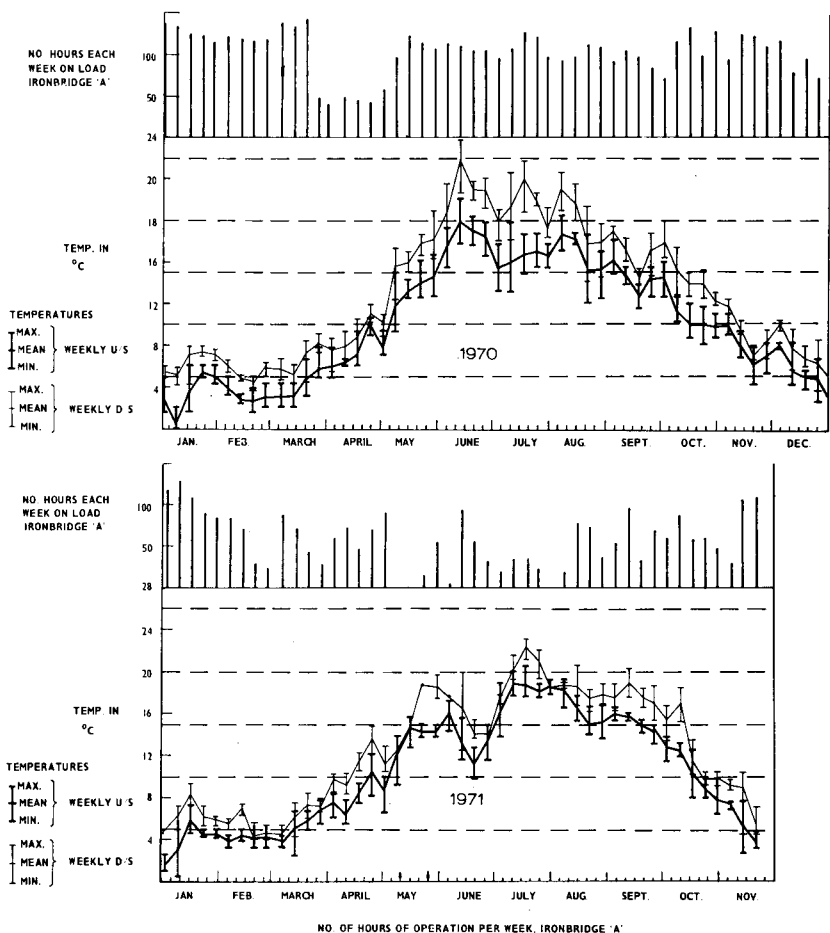 NO. HOURS EACH
WEEK ON LOAD
IRONBRIDGE 'A'
100
50
24
20
18
16
12
8
4
TEMP. IN
°C
TEMPERATURES
MAX.
MEAN
MIN.
WEEKLY U/S
MAX.
MEAN
MIN.
WEEKLY D S
1970
JAN. FEB. MARCH APRIL MAY JUNE JULY AUG. SEPT. OCT. NOV. DEC.
NO. HOURS EACH
WEEK ON LOAD
IRONBRIDGE 'A'
100
50
28
24
20
16
12
8
4
TEMP. IN
°C
TEMPERATURES
MAX.
MEAN
MIN.
WEEKLY U/S
MAX.
MEAN
MIN.
WEEKLY D/S
1971
JAN FEB. MARCH APRIL MAY JUNE JULY AUG. SEPT. OCT. NOV.
NO. OF HOURS OF OPERATION PER WEEK, IRONBRIDGE 'A'